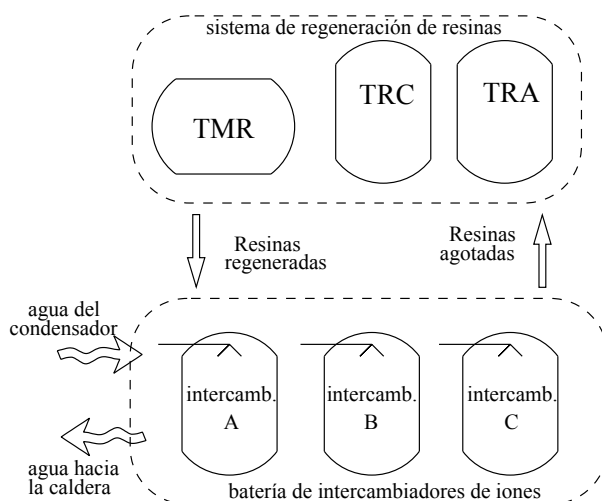 sistema de regeneración de resinas
TMR
TRC
TRA
Resinas
regeneradas
Resinas
agotadas
agua del
condensador
intercamb.
A
intercamb.
B
intercamb.
C
agua hacia
la caldera
batería de intercambiadores de iones